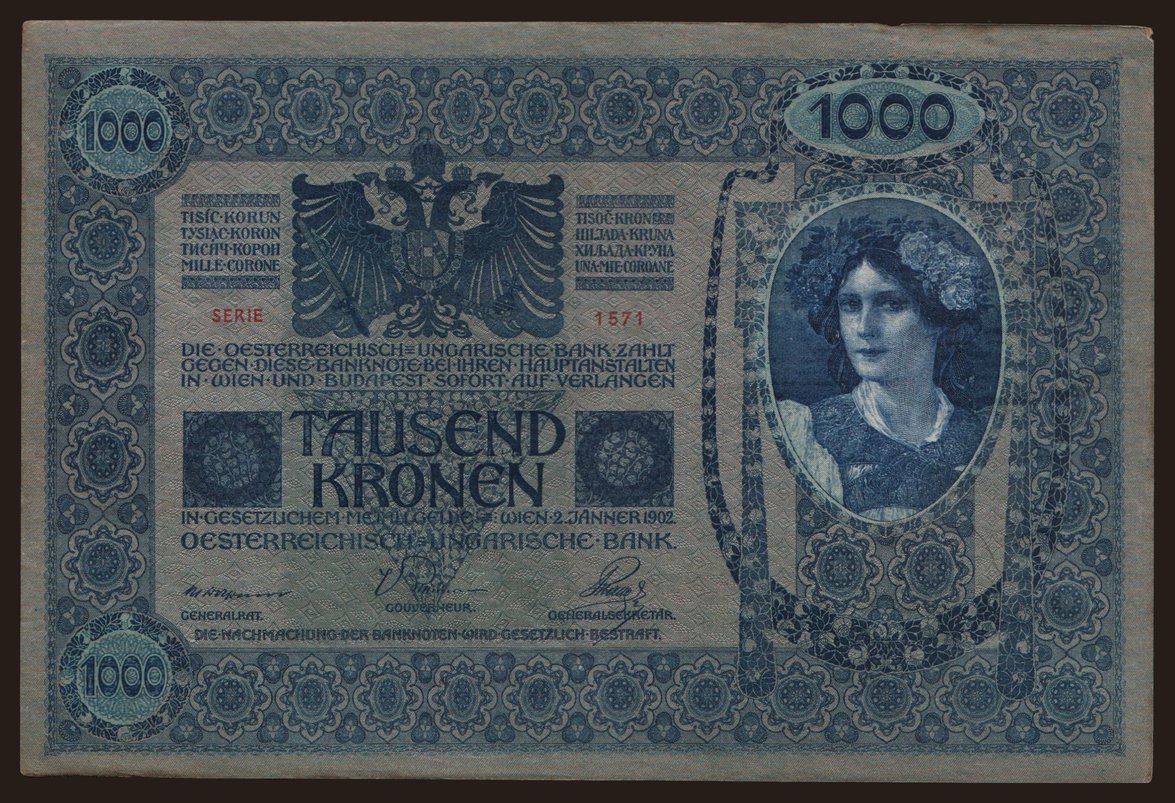 1000
1000
TISÍC·KORUN
TYSIĄC·KORON
ТИСЯЧ·КОРОН
MILLE·CORONE
TISOČ·KRON
HILJADA·KRUNA
ХИЉАДА·КРУНА
UNA·MIE·COROANE
SERIE 1571
DIE·OESTERREICHISCH=UNGARISCHE·BANK·ZAHLT
GEGEN·DIESE·BANKNOTE·BEI·IHREN·HAUPTANSTALTEN
IN·WIEN·UND·BUDAPEST·SOFORT·AUF·VERLANGEN
TAUSEND
KRONEN
IN·GESETZLICHEM·METALLGELDE=:WIEN·2.JÄNNER 1902.
OESTERREICHISCH=UNGARISCHE·BANK.
GENERALRAT.
GOUVERNEUR.
GENERALSEKRETÄR.
DIE·NACHMACHUNG·DER·BANKNOTEN·WIRD·GESETZLICH·BESTRAFT.
1000